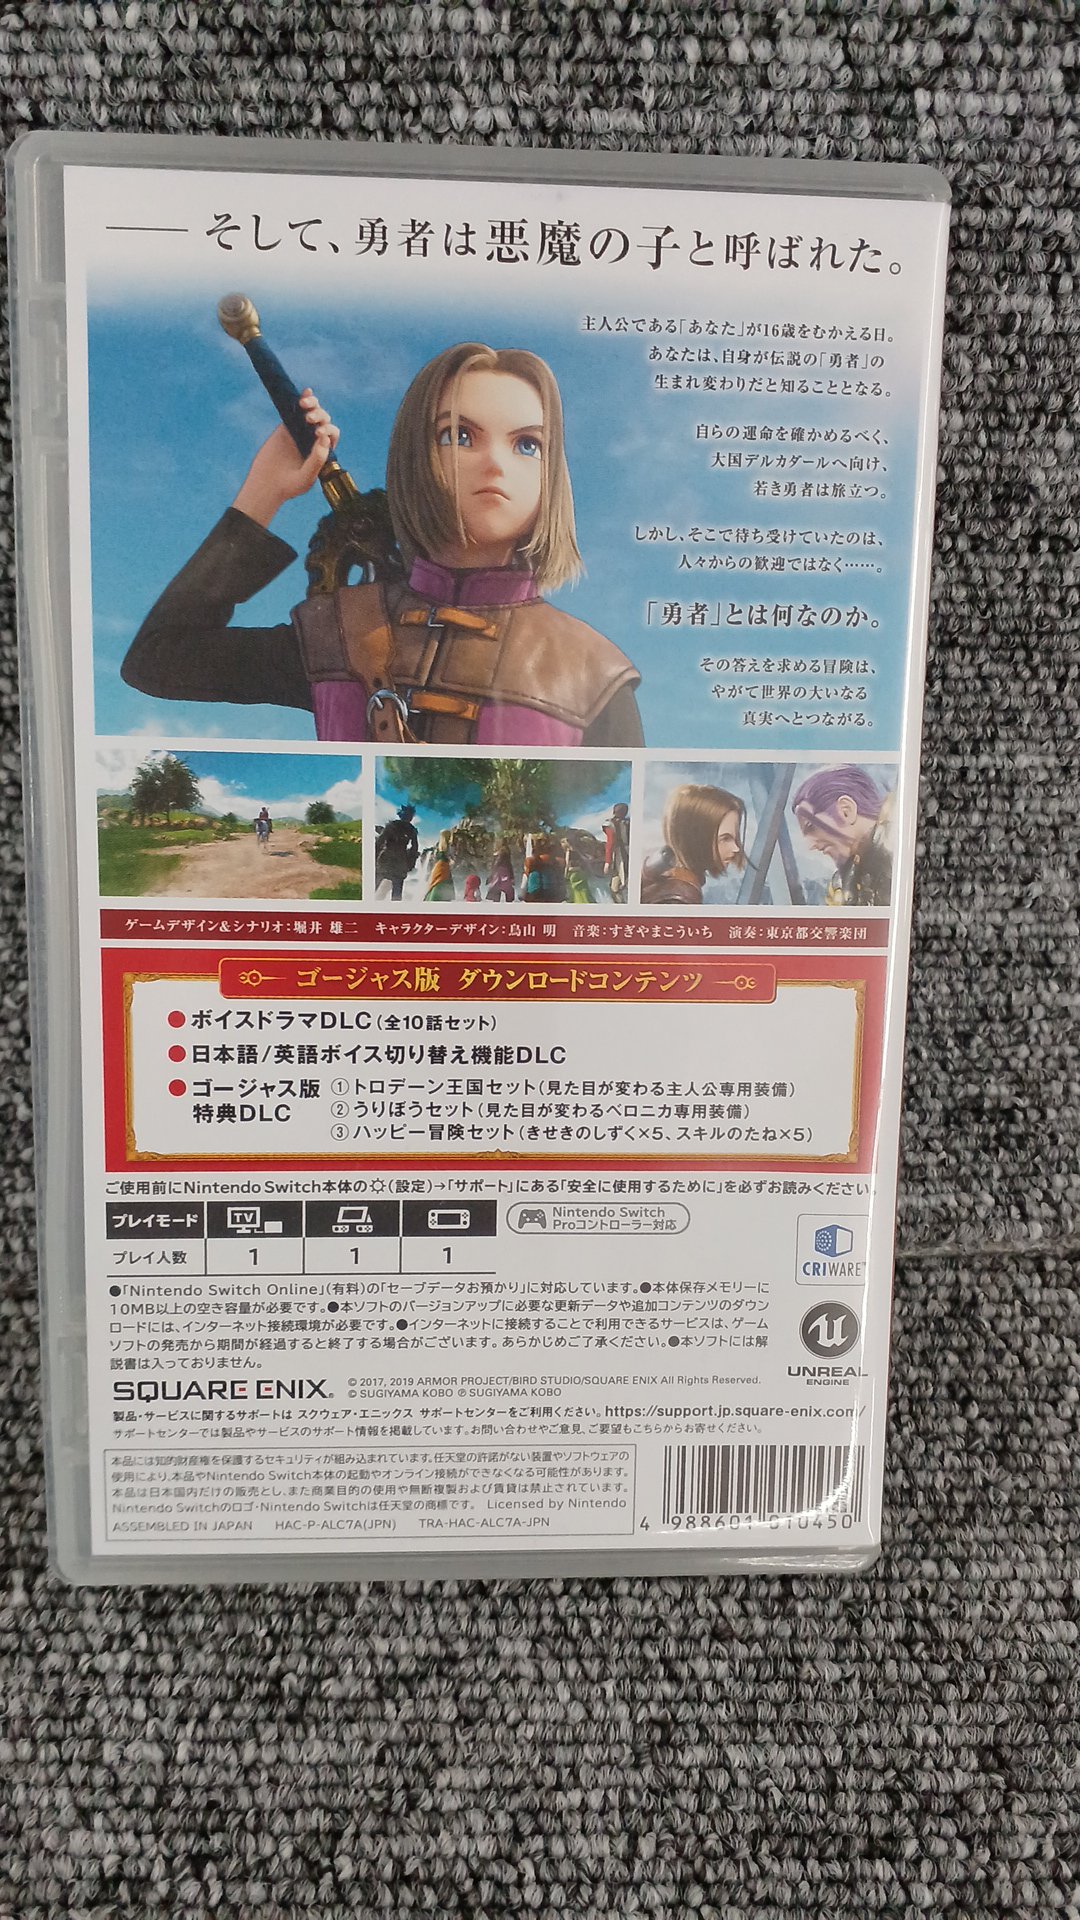 ── そして、勇者は悪魔の子と呼ばれた。
主人公である「あなた」が16歳をむかえる日。
あなたは、自身が伝説の「勇者」の
生まれ変わりだと知ることとなる。
自らの運命を確かめるべく、
大国デルカダールへ向け、
若き勇者は旅立つ。
しかし、そこで待ち受けていたのは、
人々からの歓迎ではなく……。
「勇者」とは何なのか。
その答えを求める冒険は、
やがて世界の大いなる
真実へとつながる。
ゲームデザイン&シナリオ:堀井 雄二 キャラクターデザイン:鳥山 明 音楽:すぎやまこういち 演奏:東京都交響楽団
ゴージャス版 ダウンロードコンテンツ
●ボイスドラマDLC(全10話セット)
●日本語/英語ボイス切り替え機能DLC
●ゴージャス版 ①トロデーン王国セット(見た目が変わる主人公専用装備)
特典DLC ②うりぼうセット(見た目が変わるベロニカ専用装備)
③ハッピー冒険セット(きせきのしずく×5、スキルのたね×5)
ご使用前にNintendo Switch本体の(設定)→「サポート」にある「安全に使用するために」を必ずお読みください。
プレイモード TV
プレイ人数 1 1 1
Nintendo Switch
Proコントローラー対応
CRIWARE
●「Nintendo Switch Online」(有料)の「セーブデータお預かり」に対応しています。●本体保存メモリーに
10MB以上の空き容量が必要です。●本ソフトのバージョンアップに必要な更新データや追加コンテンツのダウン
ロードには、インターネット接続環境が必要です。●インターネットに接続することで利用できるサービスは、ゲーム
ソフトの発売から期間が経過すると終了する場合がございます。あらかじめご了承ください。●本ソフトには解
説書は入っておりません。
UNREAL
ENGINE
SQUARE ENIX.
© 2017, 2019 ARMOR PROJECT/BIRD STUDIO/SQUARE ENIX All Rights Reserved.
© SUGIYAMA KOBO ℗ SUGIYAMA KOBO
製品・サービスに関するサポートは スクウェア・エニックス サポートセンターをご利用ください。https://support.jp.square-enix.com/
サポートセンターでは製品やサービスのサポート情報を掲載しています。お問い合わせやご意見、ご要望もこちらからお寄せください。
本品には知的財産権を保護するセキュリティが組み込まれています。任天堂の許諾がない装置やソフトウェアの
使用により、本品やNintendo Switch本体の起動やオンライン接続ができなくなる可能性があります。
本品は日本国内だけの販売とし、また商業目的の使用や無断複製および賃貸は禁止されています。
Nintendo Switchのロゴ・Nintendo Switchは任天堂の商標です。 Licensed by Nintendo
ASSEMBLED IN JAPAN HAC-P-ALC7A(JPN) TRA-HAC-ALC7A-JPN
4 988601 010450